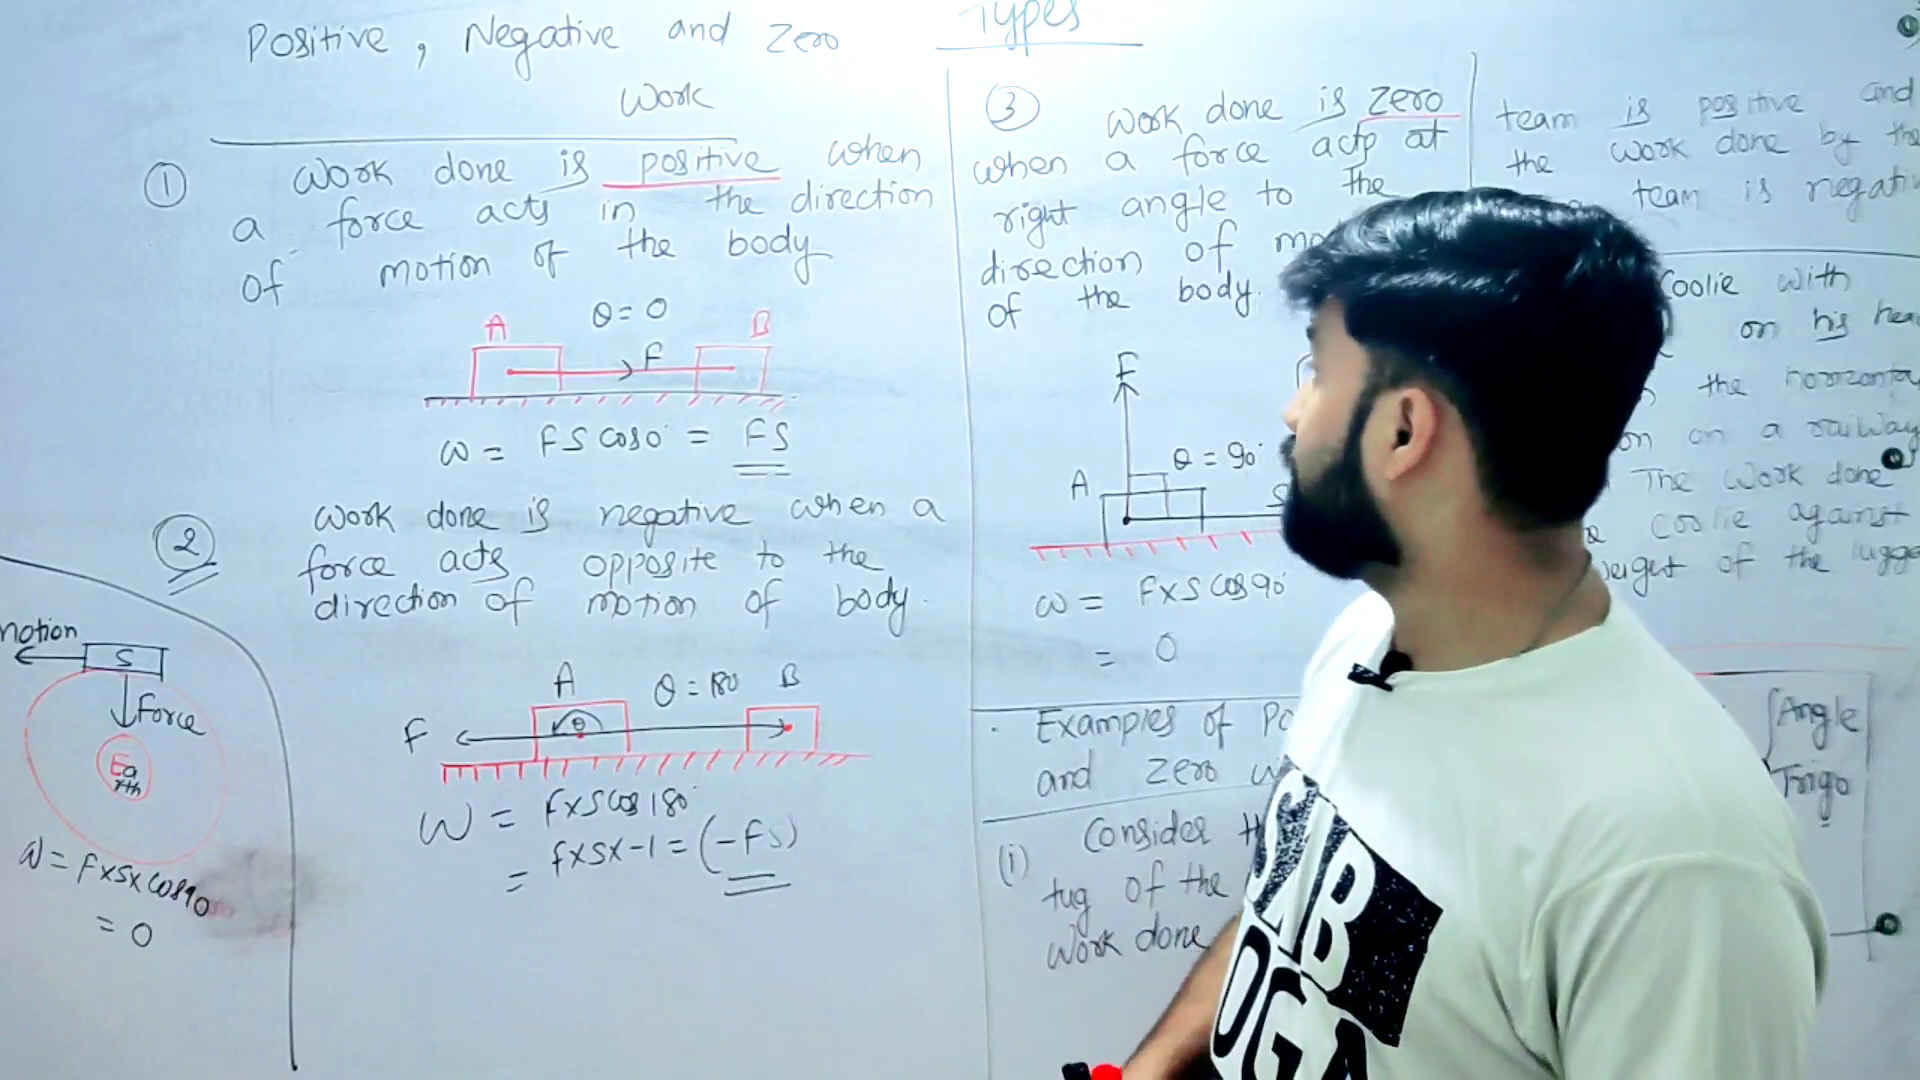 Types
Positive, Negative and Zero
Work
① Work done is positive when
a force acts in the direction
of motion of the body
θ = 0
A F B
W = FS cos0° = FS
② Work done is negative when a
force acts opposite to the
direction of motion of body.
A θ = 180 B
F θ
W = F×S cos 180°
= F×S×-1 = (-FS)
motion
S
Force
Earth
W = F×S×cos90
= 0
③ Work done is zero
when a force acts at
right angle to the
direction of
of the body.
F
θ = 90°
A
W = F×S cos 90°
= 0
Examples of
and zero
(i) Consider
tug of the
Work done
team is positive and
the work done by the
team is
Coolie with
on his
the
on a railway
The work done
coolie against
of the
Angle
Trigo